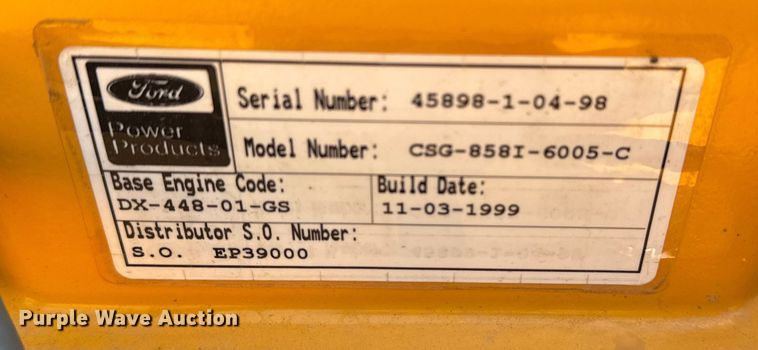 Ford
Power
Products
Serial Number: 45898-1-04-98
Model Number: CSG-858I-6005-C
Base Engine Code:
DX-448-01-GS
Build Date:
11-03-1999
Distributor S.O. Number:
S.O. EP39000
Purple Wave Auction